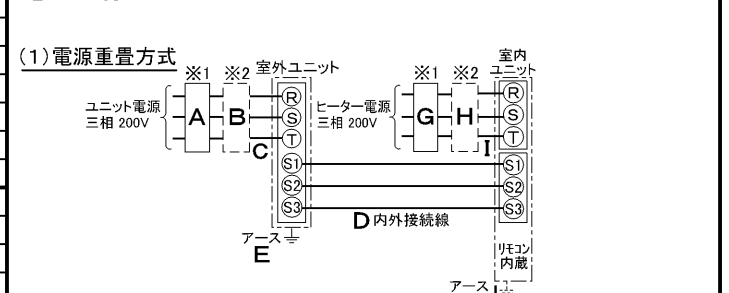 (1)電源重畳方式
※1 ※2 室外ユニット
ユニット電源
三相 200V
A
B
C
R
S
T
S1
S2
S3
アース
E
D 内外接続線
※1 ※2
室内
ユニット
ヒーター電源
三相 200V
G
H
I
R
S
T
S1
S2
S3
リモコン
内蔵
アース